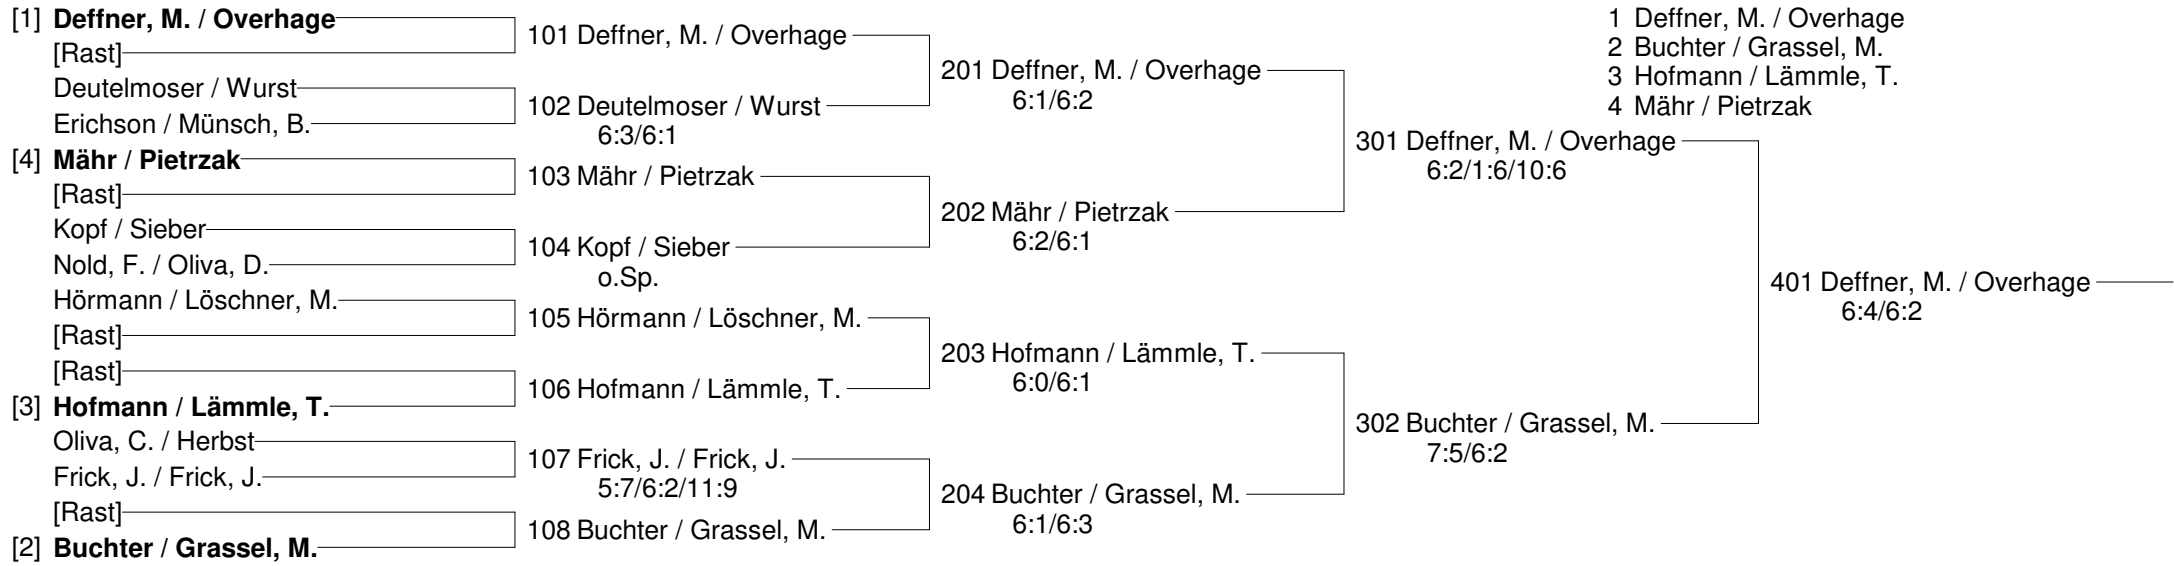 [1] Deffner, M. / Overhage
[Rast]
Deutelmoser / Wurst
Erichson / Münsch, B.
[4] Mähr / Pietrzak
[Rast]
Kopf / Sieber
Nold, F. / Oliva, D.
Hörmann / Löschner, M.
[Rast]
[Rast]
[3] Hofmann / Lämmle, T.
Oliva, C. / Herbst
Frick, J. / Frick, J.
[Rast]
[2] Buchter / Grassel, M.
101 Deffner, M. / Overhage
102 Deutelmoser / Wurst
6:3/6:1
103 Mähr / Pietrzak
104 Kopf / Sieber
o.Sp.
105 Hörmann / Löschner, M.
106 Hofmann / Lämmle, T.
107 Frick, J. / Frick, J.
5:7/6:2/11:9
108 Buchter / Grassel, M.
201 Deffner, M. / Overhage
6:1/6:2
202 Mähr / Pietrzak
6:2/6:1
203 Hofmann / Lämmle, T.
6:0/6:1
204 Buchter / Grassel, M.
6:1/6:3
301 Deffner, M. / Overhage
6:2/1:6/10:6
302 Buchter / Grassel, M.
7:5/6:2
401 Deffner, M. / Overhage
6:4/6:2
1 Deffner, M. / Overhage
2 Buchter / Grassel, M.
3 Hofmann / Lämmle, T.
4 Mähr / Pietrzak